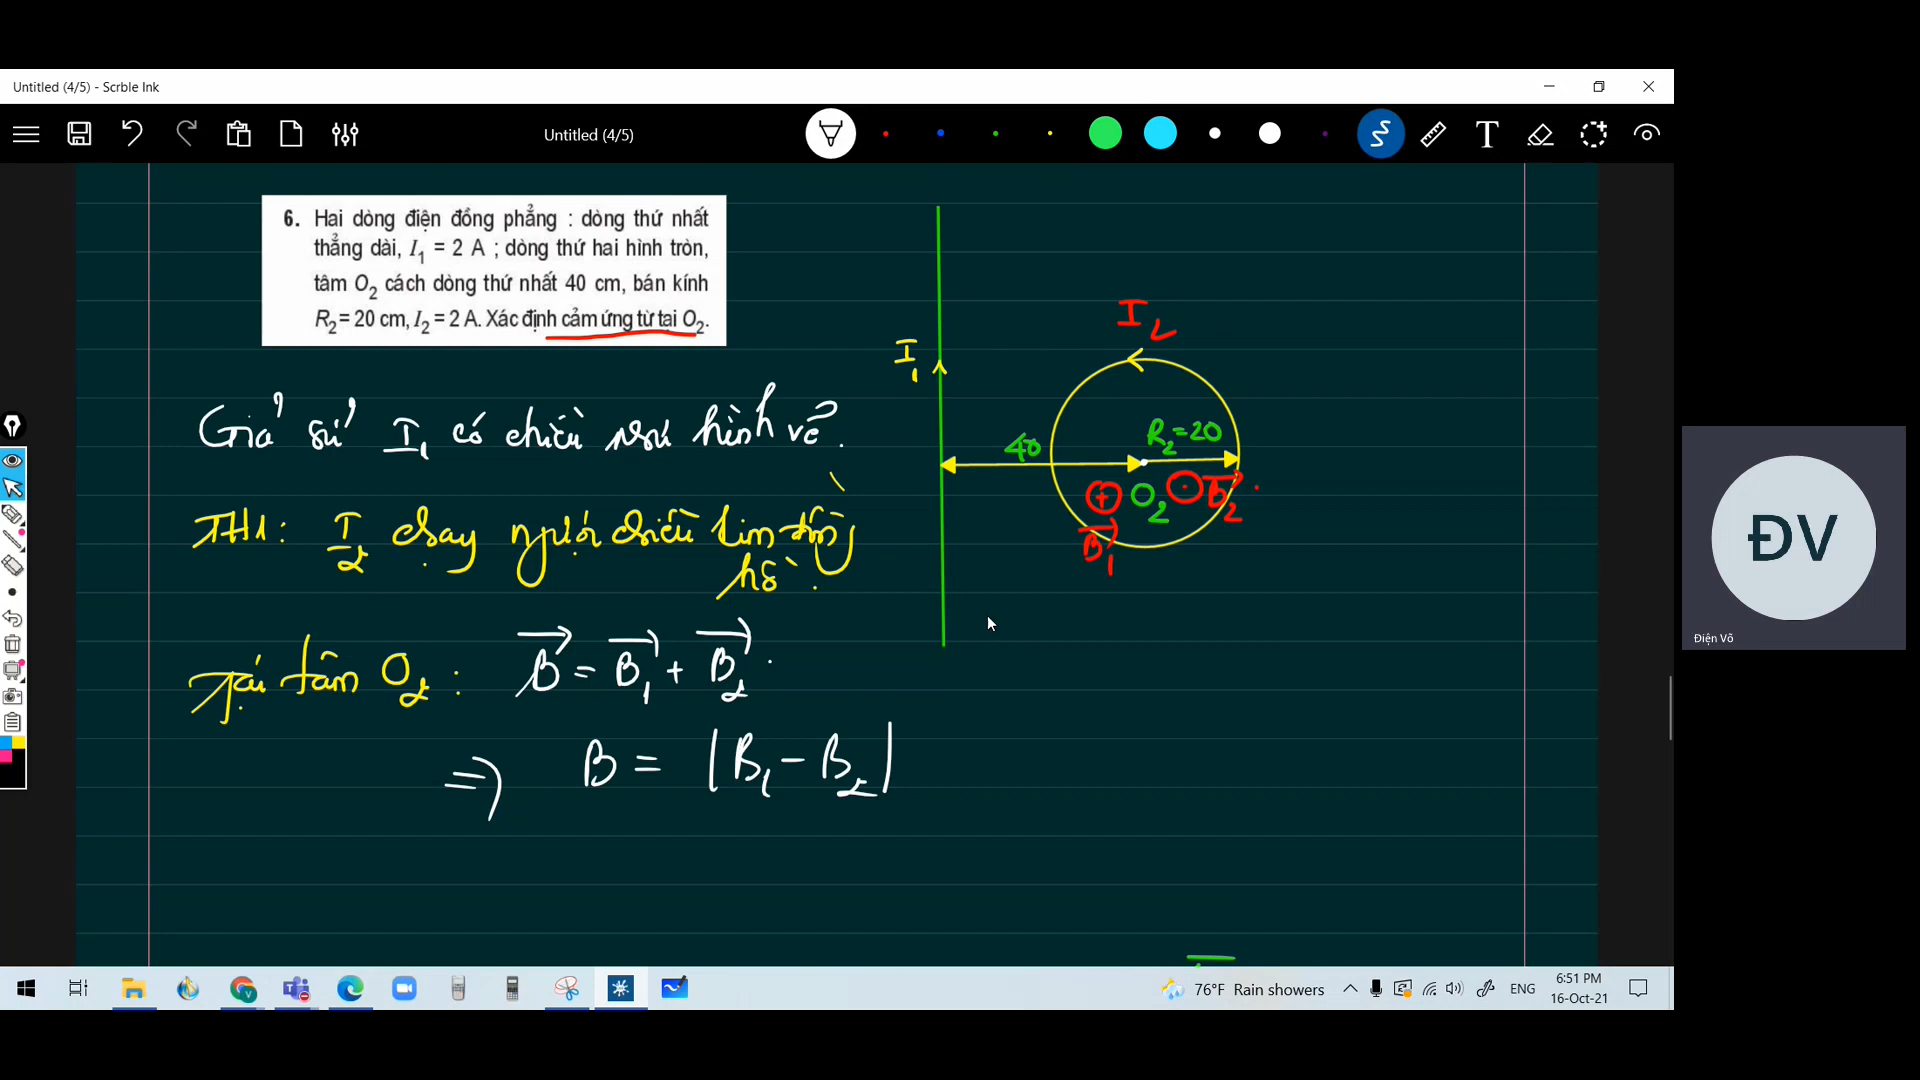 Untitled (4/5) - Scrble Ink
Untitled (4/5)
T
6. Hai dòng điện đồng phẳng : dòng thứ nhất
thẳng dài, I₁ = 2 A ; dòng thứ hai hình tròn,
tâm O₂ cách dòng thứ nhất 40 cm, bán kính
R₂ = 20 cm, I₂ = 2 A. Xác định cảm ứng từ tại O₂.
I₂
I₁
R₂=20
40
O₂
B₂
B₁
Giả sử I₁ có chiều như hình vẽ.
TH1: I₂ chạy ngược chiều kim đồng
hồ.
Tại tâm O₂ : B = B₁ + B₂
=> B = |B₁ - B₂|
ĐV
Điện Võ
76°F Rain showers
ENG
6:51 PM
16-Oct-21